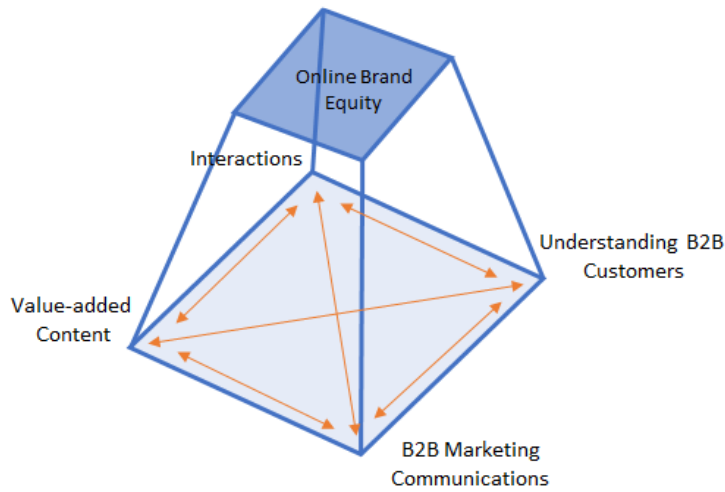 Online Brand
Equity
Interactions
Understanding B2B
Customers
Value-added
Content
B2B Marketing
Communications